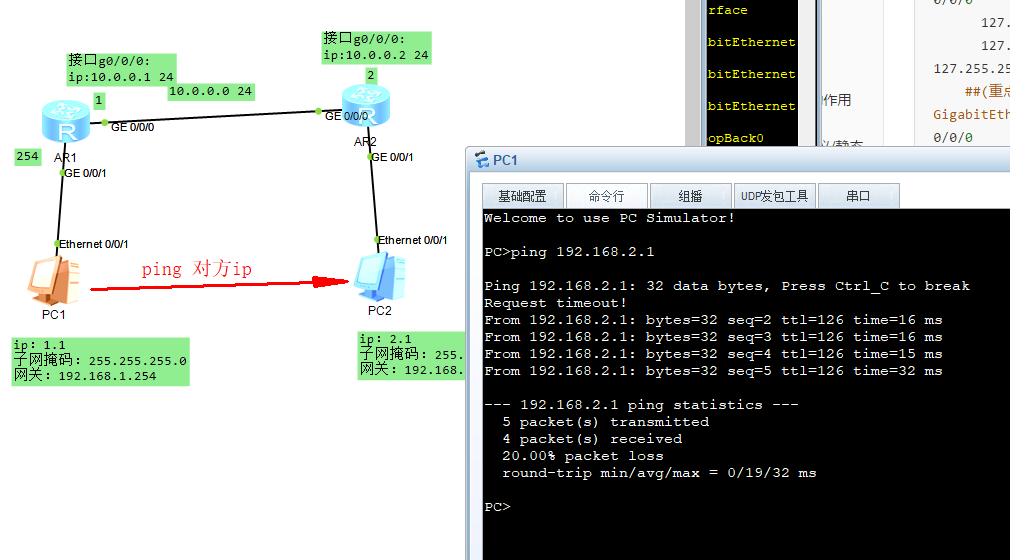 接口g0/0/0:
ip:10.0.0.1 24
10.0.0.0 24
接口g0/0/0:
ip:10.0.0.2 24
1
2
GE 0/0/0
GE 0/0/0
AR1
AR2
254
GE 0/0/1
GE 0/0/1
Ethernet 0/0/1
Ethernet 0/0/1
ping 对方ip
PC1
PC2
ip: 1.1
子网掩码: 255.255.255.0
网关: 192.168.1.254
ip: 2.1
子网掩码: 255.
网关: 192.168.
rface
bitEthernet
bitEthernet
bitEthernet
opBack0
作用
0/0/0
127.
127.
127.255.25
##(重点
GigabitEth
0/0/0
PC1
基础配置
命令行
组播
UDP发包工具
串口
Welcome to use PC Simulator!
PC>ping 192.168.2.1
Ping 192.168.2.1: 32 data bytes, Press Ctrl_C to break
Request timeout!
From 192.168.2.1: bytes=32 seq=2 ttl=126 time=16 ms
From 192.168.2.1: bytes=32 seq=3 ttl=126 time=16 ms
From 192.168.2.1: bytes=32 seq=4 ttl=126 time=15 ms
From 192.168.2.1: bytes=32 seq=5 ttl=126 time=32 ms
--- 192.168.2.1 ping statistics ---
5 packet(s) transmitted
4 packet(s) received
20.00% packet loss
round-trip min/avg/max = 0/19/32 ms
PC>